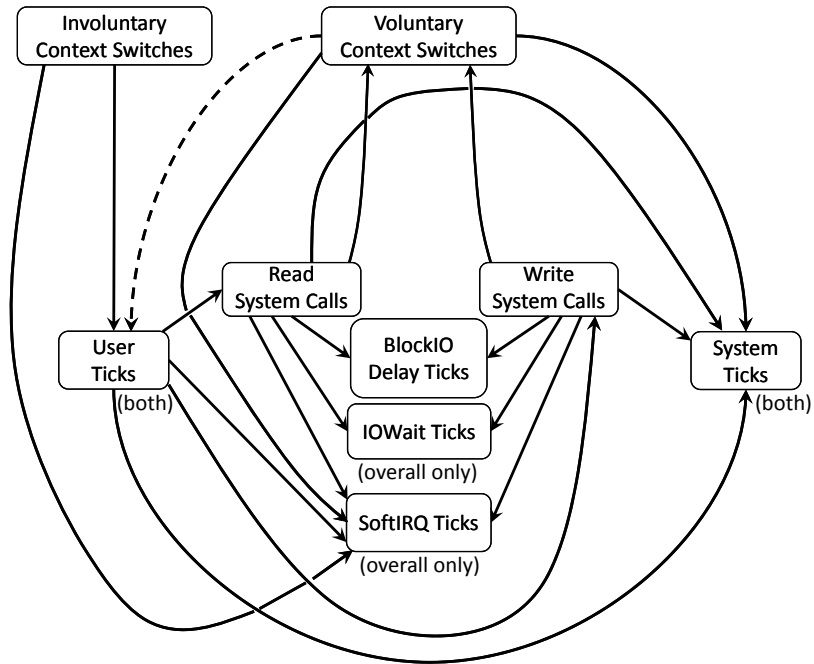 Involuntary
Context Switches
Voluntary
Context Switches
Read
System Calls
Write
System Calls
User
Ticks
(both)
BlockIO
Delay Ticks
System
Ticks
(both)
IOWait Ticks
(overall only)
SoftIRQ Ticks
(overall only)